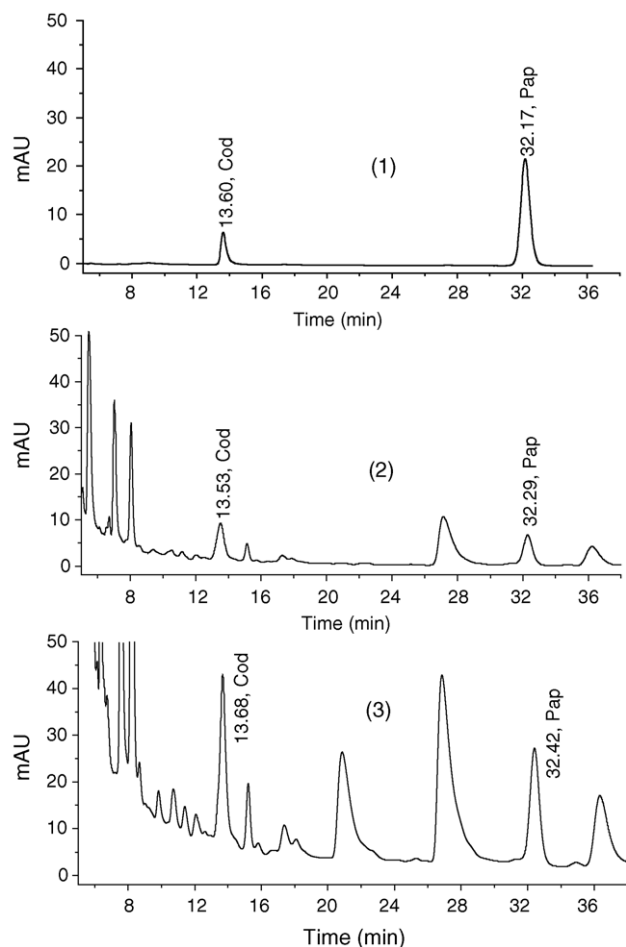 50
40
30
20
10
0
mAU
13.60, Cod
(1)
32.17, Pap
8 12 16 20 24 28 32 36
Time (min)
50
40
30
20
10
0
mAU
13.53, Cod
(2)
32.29, Pap
8 12 16 20 24 28 32 36
Time (min)
50
40
30
20
10
0
mAU
13.68, Cod
(3)
32.42, Pap
8 12 16 20 24 28 32 36
Time (min)